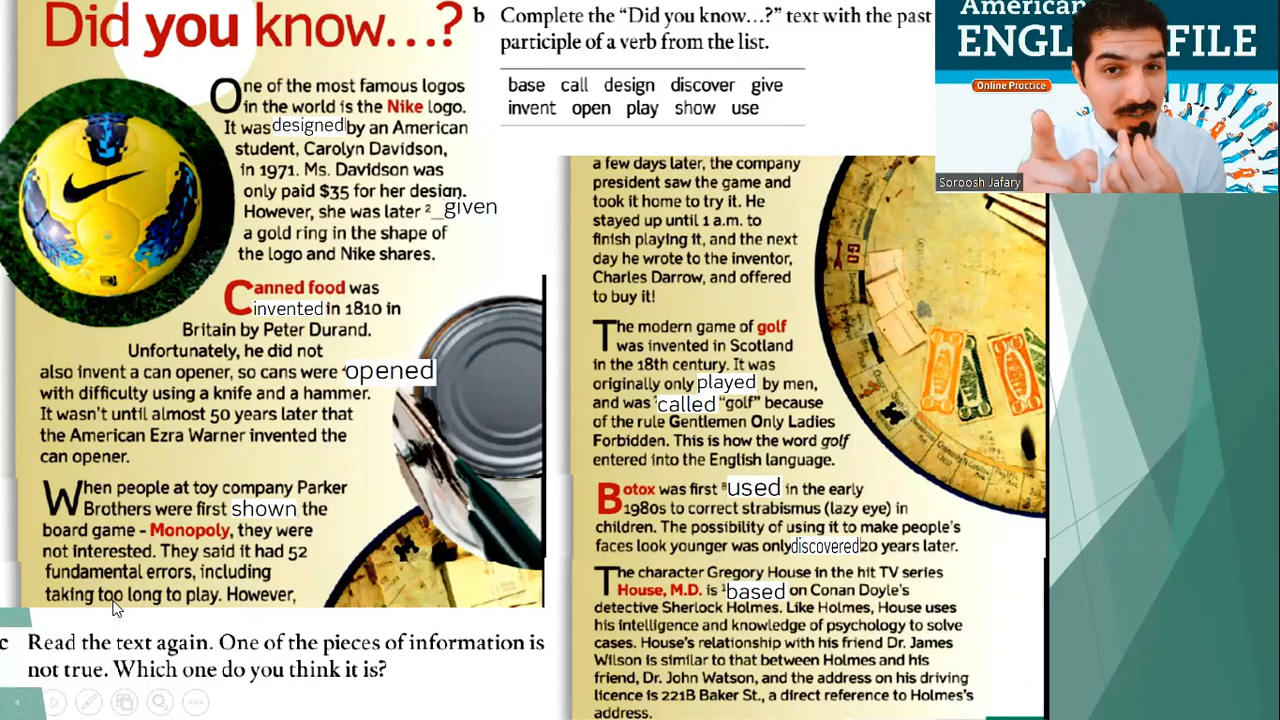 Did you know…?
One of the most famous logos
in the world is the Nike logo.
It was designed by an American
student, Carolyn Davidson,
in 1971. Ms. Davidson was
only paid $35 for her design.
However, she was later 2_given
a gold ring in the shape of
the logo and Nike shares.
Canned food was
invented in 1810 in
Britain by Peter Durand.
Unfortunately, he did not
also invent a can opener, so cans were opened
with difficulty using a knife and a hammer.
It wasn't until almost 50 years later that
the American Ezra Warner invented the
can opener.
When people at toy company Parker
Brothers were first shown the
board game – Monopoly, they were
not interested. They said it had 52
fundamental errors, including
taking too long to play. However,
c Read the text again. One of the pieces of information is
not true. Which one do you think it is?
b Complete the “Did you know…?” text with the past
participle of a verb from the list.
base call design discover give
invent open play show use
a few days later, the company
president saw the game and
took it home to try it. He
stayed up until 1 a.m. to
finish playing it, and the next
day he wrote to the inventor,
Charles Darrow, and offered
to buy it!
The modern game of golf
was invented in Scotland
in the 18th century. It was
originally only played by men,
and was called “golf” because
of the rule Gentlemen Only Ladies
Forbidden. This is how the word golf
entered into the English language.
Botox was first 8 used in the early
1980s to correct strabismus (lazy eye) in
children. The possibility of using it to make people's
faces look younger was only discovered 20 years later.
The character Gregory House in the hit TV series
House, M.D. is based on Conan Doyle's
detective Sherlock Holmes. Like Holmes, House uses
his intelligence and knowledge of psychology to solve
cases. House's relationship with his friend Dr. James
Wilson is similar to that between Holmes and his
friend, Dr. John Watson, and the address on his driving
licence is 221B Baker St., a direct reference to Holmes's
address.
American
ENGL FILE
Online Practice
Soroosh Jafary